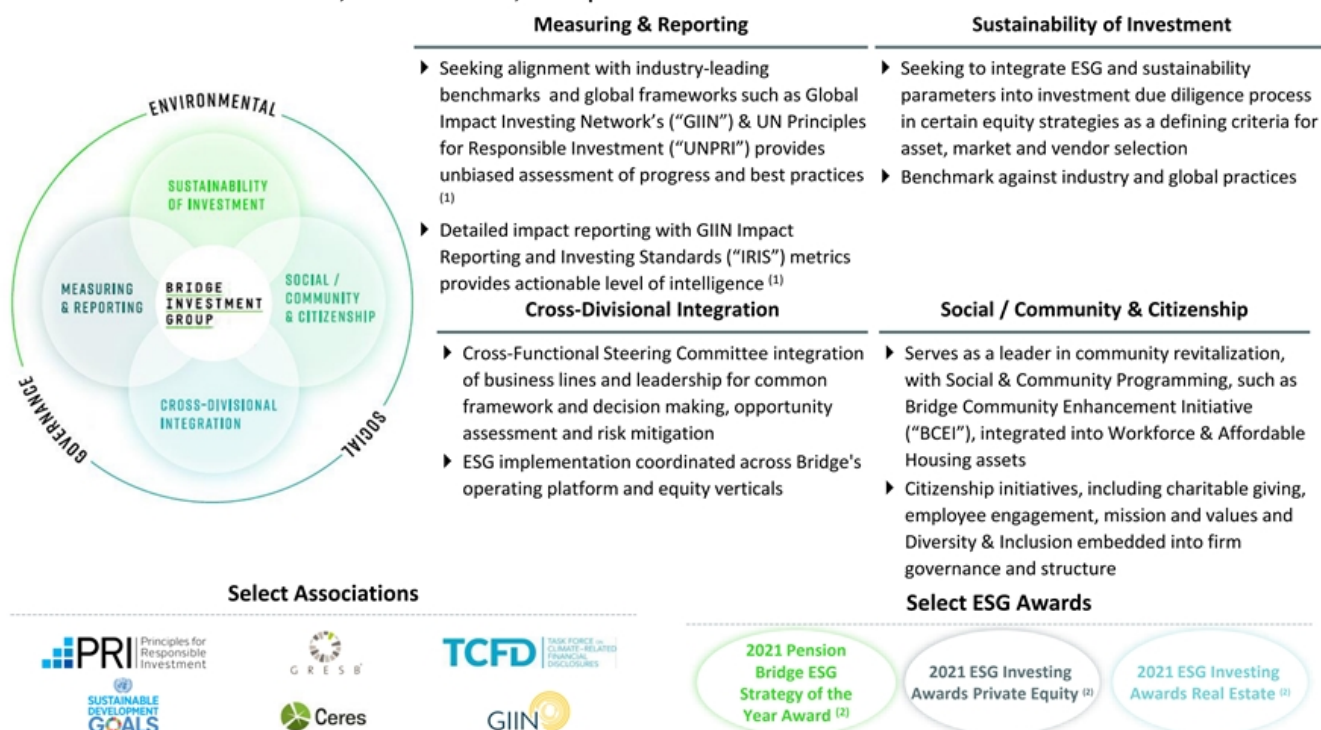 Measuring & Reporting
Seeking alignment with industry-leading
benchmarks and global frameworks such as Global
Impact Investing Network's ("GIIN") & UN Principles
for Responsible Investment ("UNPRI") provides
unbiased assessment of progress and best practices
(1)
Detailed impact reporting with GIIN Impact
Reporting and Investing Standards ("IRIS") metrics
provides actionable level of intelligence (1)
Sustainability of Investment
Seeking to integrate ESG and sustainability
parameters into investment due diligence process
in certain equity strategies as a defining criteria for
asset, market and vendor selection
Benchmark against industry and global practices
ENVIRONMENTAL
SUSTAINABILITY
OF INVESTMENT
MEASURING
& REPORTING
BRIDGE
INVESTMENT
GROUP
SOCIAL /
COMMUNITY
& CITIZENSHIP
CROSS-DIVISIONAL
INTEGRATION
GOVERNANCE
SOCIAL
Cross-Divisional Integration
Cross-Functional Steering Committee integration
of business lines and leadership for common
framework and decision making, opportunity
assessment and risk mitigation
ESG implementation coordinated across Bridge's
operating platform and equity verticals
Social / Community & Citizenship
Serves as a leader in community revitalization,
with Social & Community Programming, such as
Bridge Community Enhancement Initiative
("BCEI"), integrated into Workforce & Affordable
Housing assets
Citizenship initiatives, including charitable giving,
employee engagement, mission and values and
Diversity & Inclusion embedded into firm
governance and structure
Select Associations
PRI
Principles for
Responsible
Investment
GRESB
TCFD
TASK FORCE ON
CLIMATE-RELATED
FINANCIAL
DISCLOSURES
SUSTAINABLE
DEVELOPMENT
GOALS
Ceres
GIIN
Select ESG Awards
2021 Pension
Bridge ESG
Strategy of the
Year Award (2)
2021 ESG Investing
Awards Private Equity (2)
2021 ESG Investing
Awards Real Estate (2)